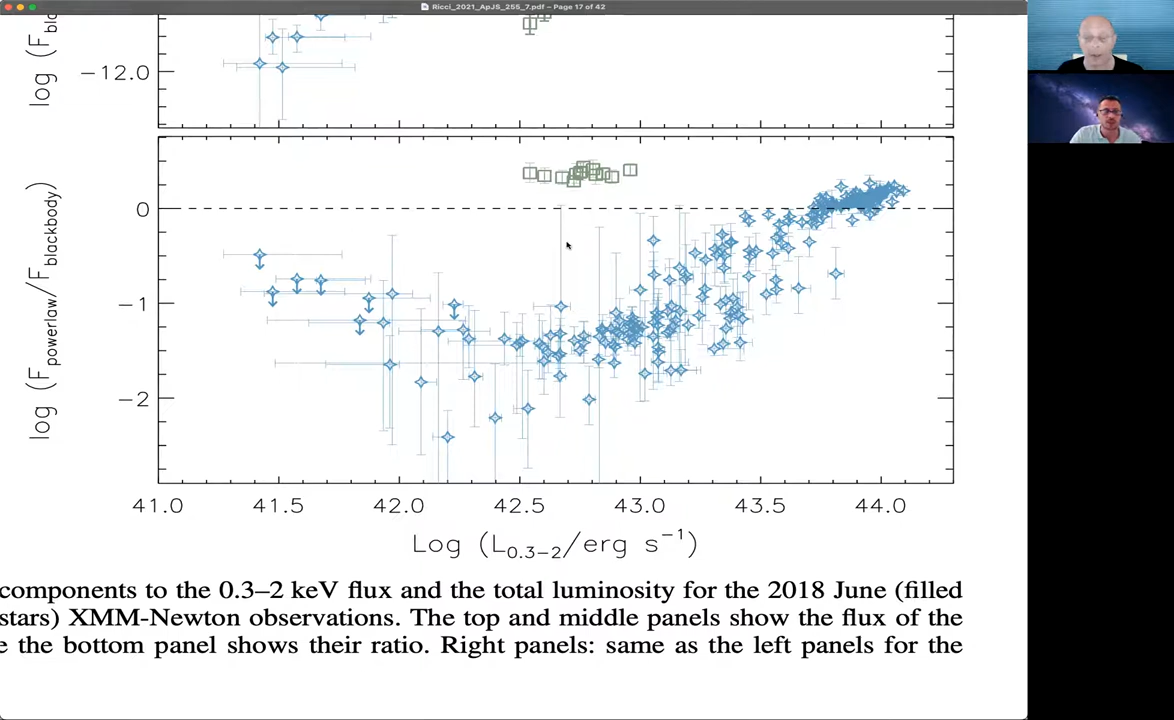 Ricci_2021_ApJS_255_7.pdf – Page 17 of 42
log (F_blac
−12.0
log (F_powerlaw/F_blackbody)
0
−1
−2
41.0 41.5 42.0 42.5 43.0 43.5 44.0
Log (L_0.3−2/erg s^−1)
components to the 0.3–2 keV flux and the total luminosity for the 2018 June (filled
stars) XMM-Newton observations. The top and middle panels show the flux of the
e the bottom panel shows their ratio. Right panels: same as the left panels for the